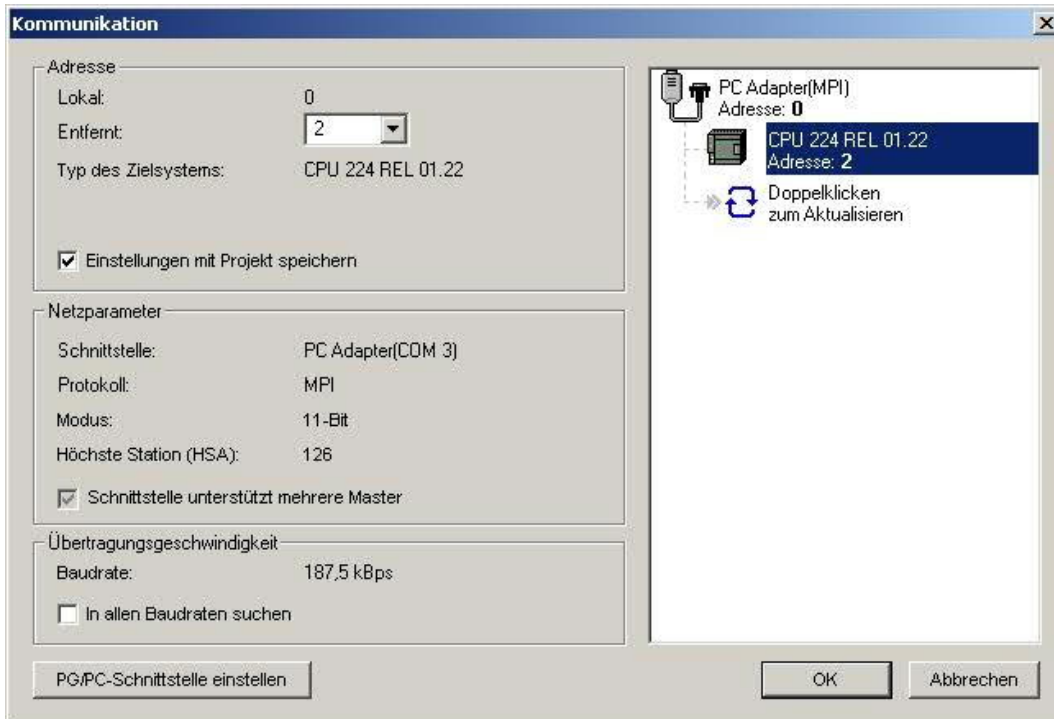 Kommunikation
Adresse
Lokal: 0
Entfernt: 2
Typ des Zielsystems: CPU 224 REL 01.22
Einstellungen mit Projekt speichern
Netzparameter
Schnittstelle: PC Adapter(COM 3)
Protokoll: MPI
Modus: 11-Bit
Höchste Station (HSA): 126
Schnittstelle unterstützt mehrere Master
Übertragungsgeschwindigkeit
Baudrate: 187,5 kBps
In allen Baudraten suchen
PG/PC-Schnittstelle einstellen
PC Adapter(MPI)
Adresse: 0
CPU 224 REL 01.22
Adresse: 2
Doppelklicken
zum Aktualisieren
OK
Abbrechen